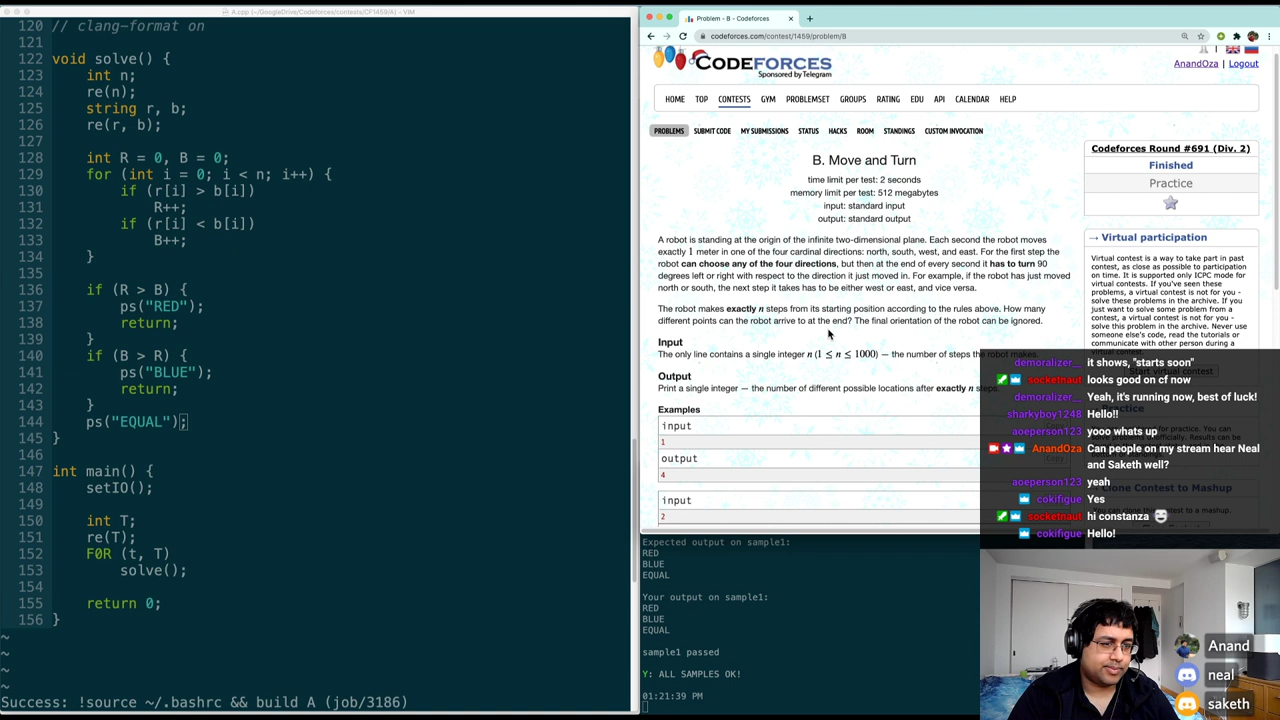 A.cpp (~/GoogleDrive/Codeforces/contests/CF1459/A) - VIM
120 // clang-format on
121
122 void solve() {
123 int n;
124 re(n);
125 string r, b;
126 re(r, b);
127
128 int R = 0, B = 0;
129 for (int i = 0; i < n; i++) {
130 if (r[i] > b[i])
131 R++;
132 if (r[i] < b[i])
133 B++;
134 }
135
136 if (R > B) {
137 ps("RED");
138 return;
139 }
140 if (B > R) {
141 ps("BLUE");
142 return;
143 }
144 ps("EQUAL");
145 }
146
147 int main() {
148 setIO();
149
150 int T;
151 re(T);
152 F0R (t, T)
153 solve();
154
155 return 0;
156 }
~
~
~
~
Success: !source ~/.bashrc && build A (job/3186)
Problem - B - Codeforces
codeforces.com/contest/1459/problem/B
CODEFORCES
Sponsored by Telegram
AnandOza | Logout
HOME TOP CONTESTS GYM PROBLEMSET GROUPS RATING EDU API CALENDAR HELP
PROBLEMS SUBMIT CODE MY SUBMISSIONS STATUS HACKS ROOM STANDINGS CUSTOM INVOCATION
B. Move and Turn
time limit per test: 2 seconds
memory limit per test: 512 megabytes
input: standard input
output: standard output
A robot is standing at the origin of the infinite two-dimensional plane. Each second the robot moves
exactly 1 meter in one of the four cardinal directions: north, south, west, and east. For the first step the
robot can choose any of the four directions, but then at the end of every second it has to turn 90
degrees left or right with respect to the direction it just moved in. For example, if the robot has just moved
north or south, the next step it takes has to be either west or east, and vice versa.
The robot makes exactly n steps from its starting position according to the rules above. How many
different points can the robot arrive to at the end? The final orientation of the robot can be ignored.
Input
The only line contains a single integer n (1 ≤ n ≤ 1000) — the number of steps the robot makes.
Output
Print a single integer — the number of different possible locations after exactly n steps.
Examples
input
1
output
4
input
2
Codeforces Round #691 (Div. 2)
Finished
Practice
→ Virtual participation
Virtual contest is a way to take part in past
contest, as close as possible to participation
on time. It is supported only ICPC mode for
virtual contests. If you've seen these
problems, a virtual contest is not for you -
solve these problems in the archive. If you
just want to solve some problem from a
contest, a virtual contest is not for you -
solve this problem in the archive. Never use
someone else's code, read the tutorials or
communicate with other person during a
virtual contest.
Start virtual contest
Clone Contest to Mashup
demoralizer__ it shows, "starts soon"
socketnaut looks good on cf now
demoralizer__ Yeah, it's running now, best of luck!
sharkyboy1248 Hello!!
aoeperson123 yooo whats up
AnandOza Can people on my stream hear Neal
and Saketh well?
aoeperson123 yeah
cokifigue Yes
socketnaut hi constanza
cokifigue Hello!
Expected output on sample1:
RED
BLUE
EQUAL
Your output on sample1:
RED
BLUE
EQUAL
sample1 passed
Y: ALL SAMPLES OK!
01:21:39 PM
Anand
neal
saketh